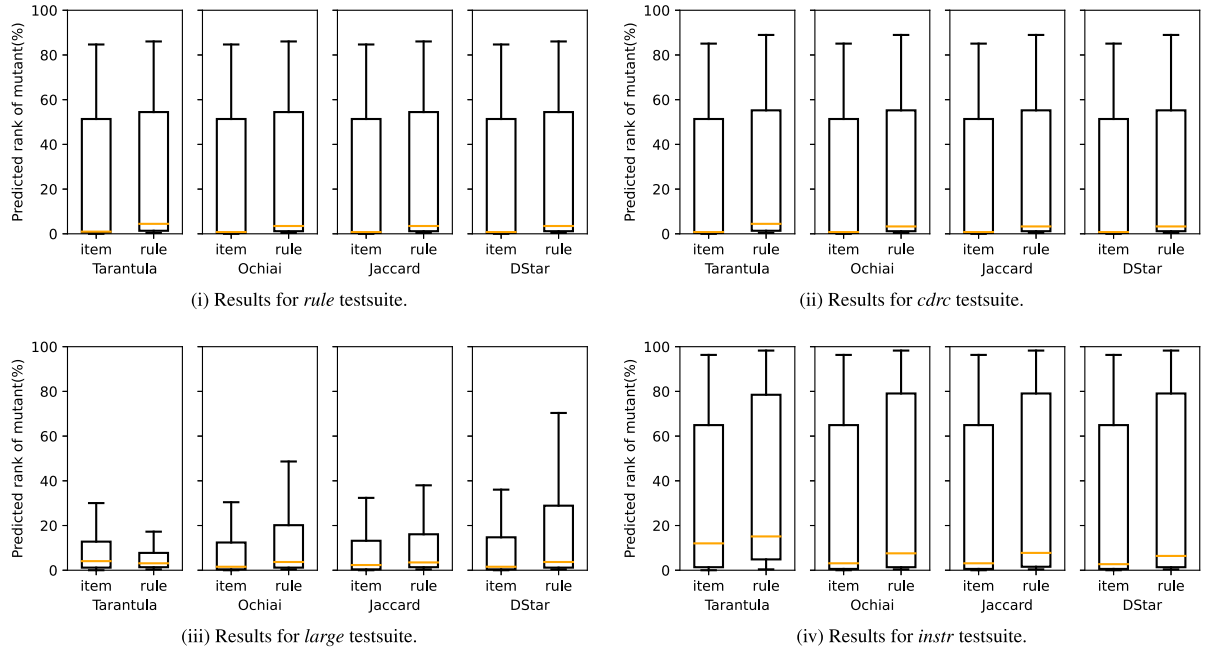 Predicted rank of mutant(%)
100
80
60
40
20
0
item rule item rule item rule item rule
Tarantula Ochiai Jaccard DStar
(i) Results for rule testsuite.
Predicted rank of mutant(%)
100
80
60
40
20
0
item rule item rule item rule item rule
Tarantula Ochiai Jaccard DStar
(ii) Results for cdrc testsuite.
Predicted rank of mutant(%)
100
80
60
40
20
0
item rule item rule item rule item rule
Tarantula Ochiai Jaccard DStar
(iii) Results for large testsuite.
Predicted rank of mutant(%)
100
80
60
40
20
0
item rule item rule item rule item rule
Tarantula Ochiai Jaccard DStar
(iv) Results for instr testsuite.